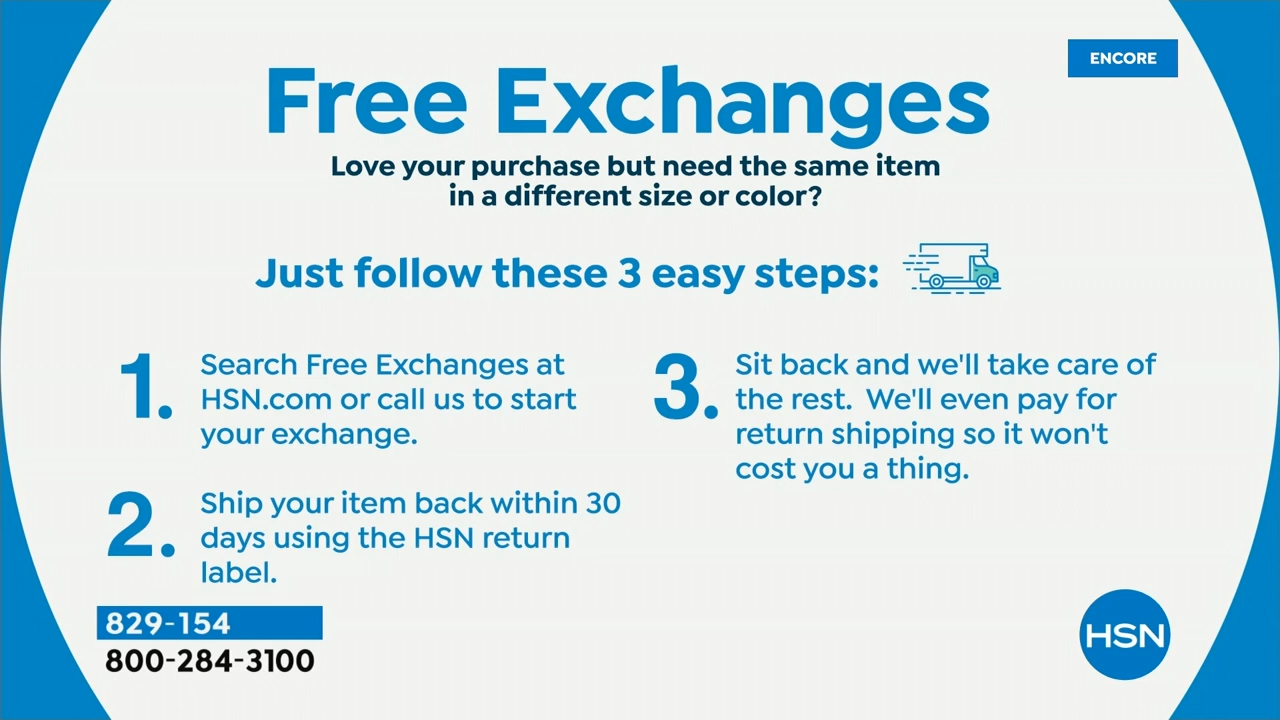 ENCORE
Free Exchanges
Love your purchase but need the same item
in a different size or color?
Just follow these 3 easy steps:
1. Search Free Exchanges at
HSN.com or call us to start
your exchange.
2. Ship your item back within 30
days using the HSN return
label.
3. Sit back and we'll take care of
the rest. We'll even pay for
return shipping so it won't
cost you a thing.
829-154
800-284-3100
HSN